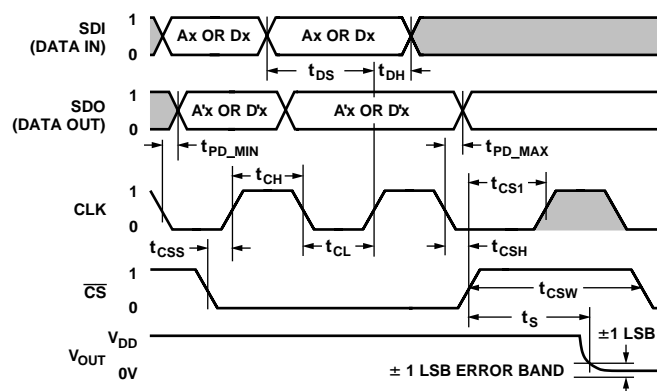 SDI
(DATA IN)
1
0
Ax OR Dx
Ax OR Dx
tDS
tDH
SDO
(DATA OUT)
1
0
A'x OR D'x
A'x OR D'x
tPD_MIN
tPD_MAX
tCH
tCS1
CLK
1
0
tCSS
tCL
tCSH
CS
1
0
tCSW
tS
±1 LSB
VOUT
VDD
0V
± 1 LSB ERROR BAND